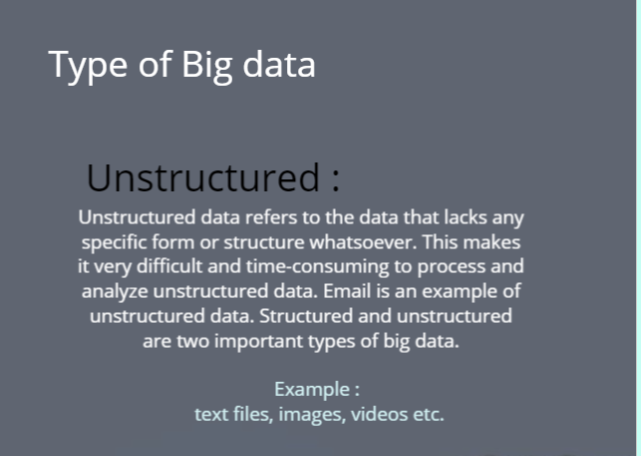 Type of Big data
Unstructured :
Unstructured data refers to the data that lacks any
specific form or structure whatsoever. This makes
it very difficult and time-consuming to process and
analyze unstructured data. Email is an example of
unstructured data. Structured and unstructured
are two important types of big data.
Example :
text files, images, videos etc.